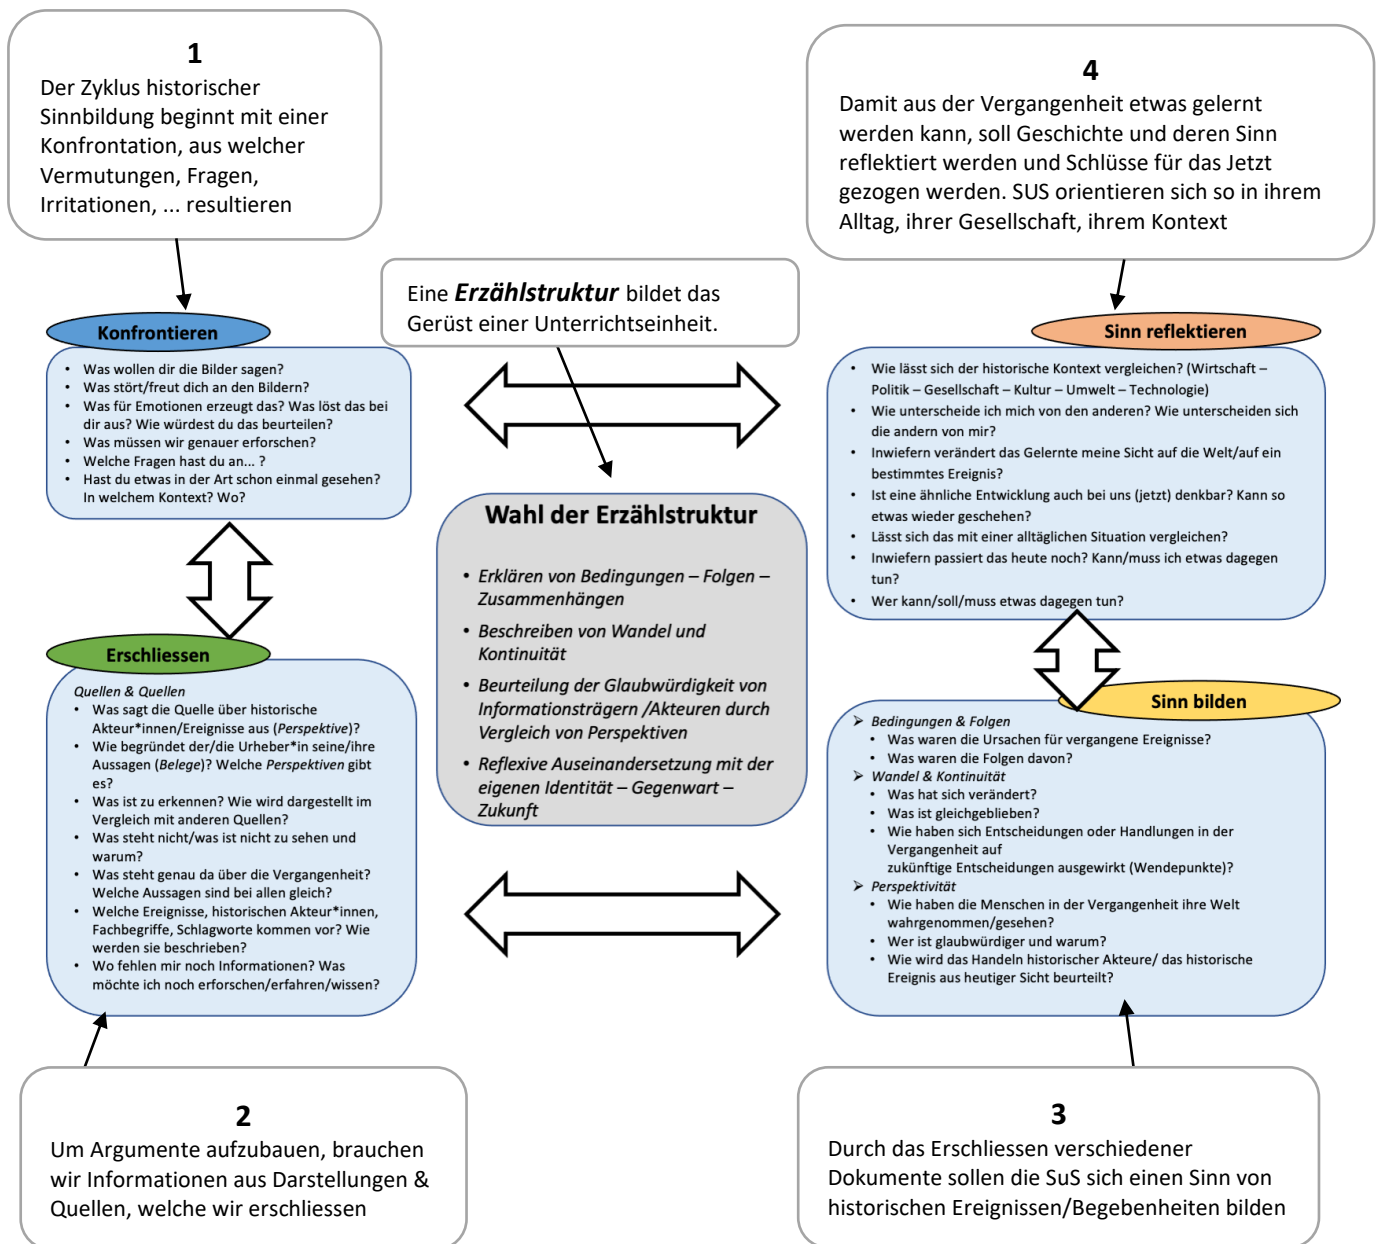 1
Der Zyklus historischer
Sinnbildung beginnt mit einer
Konfrontation, aus welcher
Vermutungen, Fragen,
Irritationen, ... resultieren
4
Damit aus der Vergangenheit etwas gelernt
werden kann, soll Geschichte und deren Sinn
reflektiert werden und Schlüsse für das Jetzt
gezogen werden. SUS orientieren sich so in ihrem
Alltag, ihrer Gesellschaft, ihrem Kontext
Eine Erzählstruktur bildet das
Gerüst einer Unterrichtseinheit.
Konfrontieren
• Was wollen dir die Bilder sagen?
• Was stört/freut dich an den Bildern?
• Was für Emotionen erzeugt das? Was löst das bei
dir aus? Wie würdest du das beurteilen?
• Was müssen wir genauer erforschen?
• Welche Fragen hast du an... ?
• Hast du etwas in der Art schon einmal gesehen?
In welchem Kontext? Wo?
Sinn reflektieren
• Wie lässt sich der historische Kontext vergleichen? (Wirtschaft –
Politik – Gesellschaft – Kultur – Umwelt – Technologie)
• Wie unterscheide ich mich von den anderen? Wie unterscheiden sich
die andern von mir?
• Inwiefern verändert das Gelernte meine Sicht auf die Welt/auf ein
bestimmtes Ereignis?
• Ist eine ähnliche Entwicklung auch bei uns (jetzt) denkbar? Kann so
etwas wieder geschehen?
• Lässt sich das mit einer alltäglichen Situation vergleichen?
• Inwiefern passiert das heute noch? Kann/muss ich etwas dagegen
tun?
• Wer kann/soll/muss etwas dagegen tun?
Wahl der Erzählstruktur
• Erklären von Bedingungen – Folgen –
Zusammenhängen
• Beschreiben von Wandel und
Kontinuität
• Beurteilung der Glaubwürdigkeit von
Informationsträgern /Akteuren durch
Vergleich von Perspektiven
• Reflexive Auseinandersetzung mit der
eigenen Identität – Gegenwart –
Zukunft
Erschliessen
Quellen & Quellen
• Was sagt die Quelle über historische
Akteur*innen/Ereignisse aus (Perspektive)?
• Wie begründet der/die Urheber*in seine/ihre
Aussagen (Belege)? Welche Perspektiven gibt
es?
• Was ist zu erkennen? Wie wird dargestellt im
Vergleich mit anderen Quellen?
• Was steht nicht/was ist nicht zu sehen und
warum?
• Was steht genau da über die Vergangenheit?
Welche Aussagen sind bei allen gleich?
• Welche Ereignisse, historischen Akteur*innen,
Fachbegriffe, Schlagworte kommen vor? Wie
werden sie beschrieben?
• Wo fehlen mir noch Informationen? Was
möchte ich noch erforschen/erfahren/wissen?
Sinn bilden
➢ Bedingungen & Folgen
• Was waren die Ursachen für vergangene Ereignisse?
• Was waren die Folgen davon?
➢ Wandel & Kontinuität
• Was hat sich verändert?
• Was ist gleichgeblieben?
• Wie haben sich Entscheidungen oder Handlungen in der
Vergangenheit auf
zukünftige Entscheidungen ausgewirkt (Wendepunkte)?
➢ Perspektivität
• Wie haben die Menschen in der Vergangenheit ihre Welt
wahrgenommen/gesehen?
• Wer ist glaubwürdiger und warum?
• Wie wird das Handeln historischer Akteure/ das historische
Ereignis aus heutiger Sicht beurteilt?
2
Um Argumente aufzubauen, brauchen
wir Informationen aus Darstellungen &
Quellen, welche wir erschliessen
3
Durch das Erschliessen verschiedener
Dokumente sollen die SuS sich einen Sinn von
historischen Ereignissen/Begebenheiten bilden